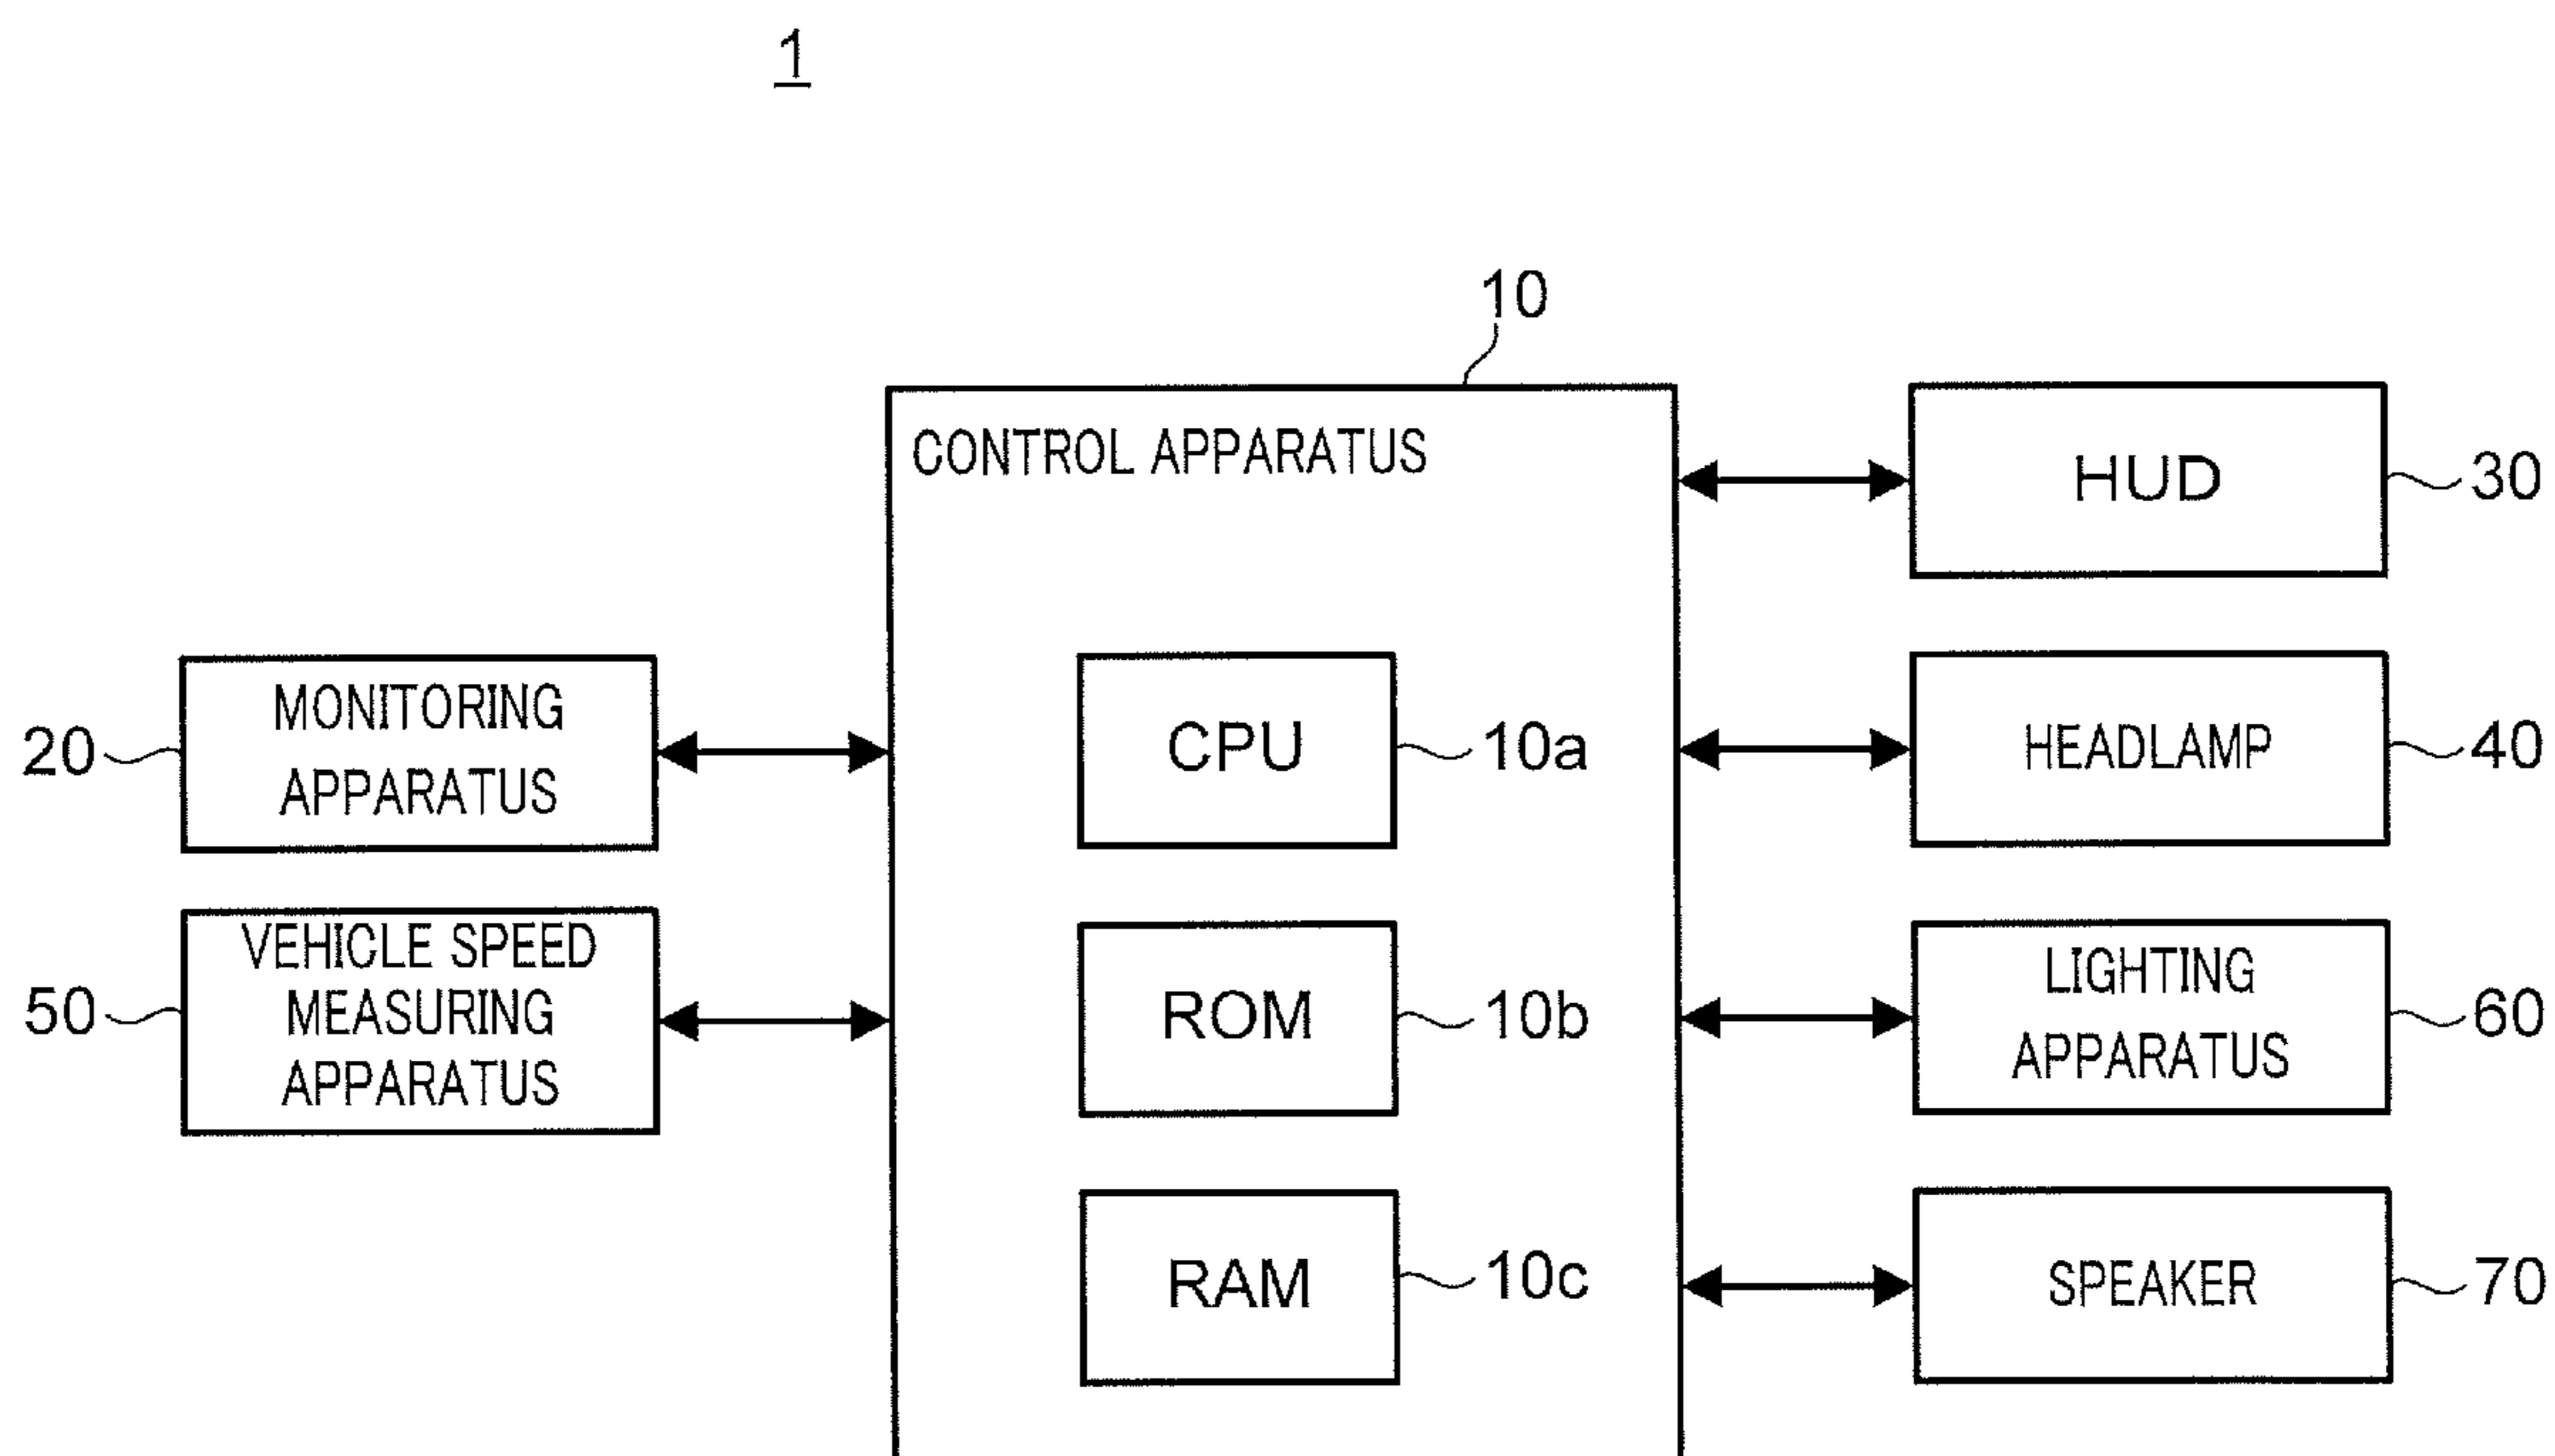 1
10
CONTROL APPARATUS
HUD
30
MONITORING
APPARATUS
20
CPU
10a
HEADLAMP
40
VEHICLE SPEED
MEASURING
APPARATUS
50
ROM
10b
LIGHTING
APPARATUS
60
RAM
10c
SPEAKER
70